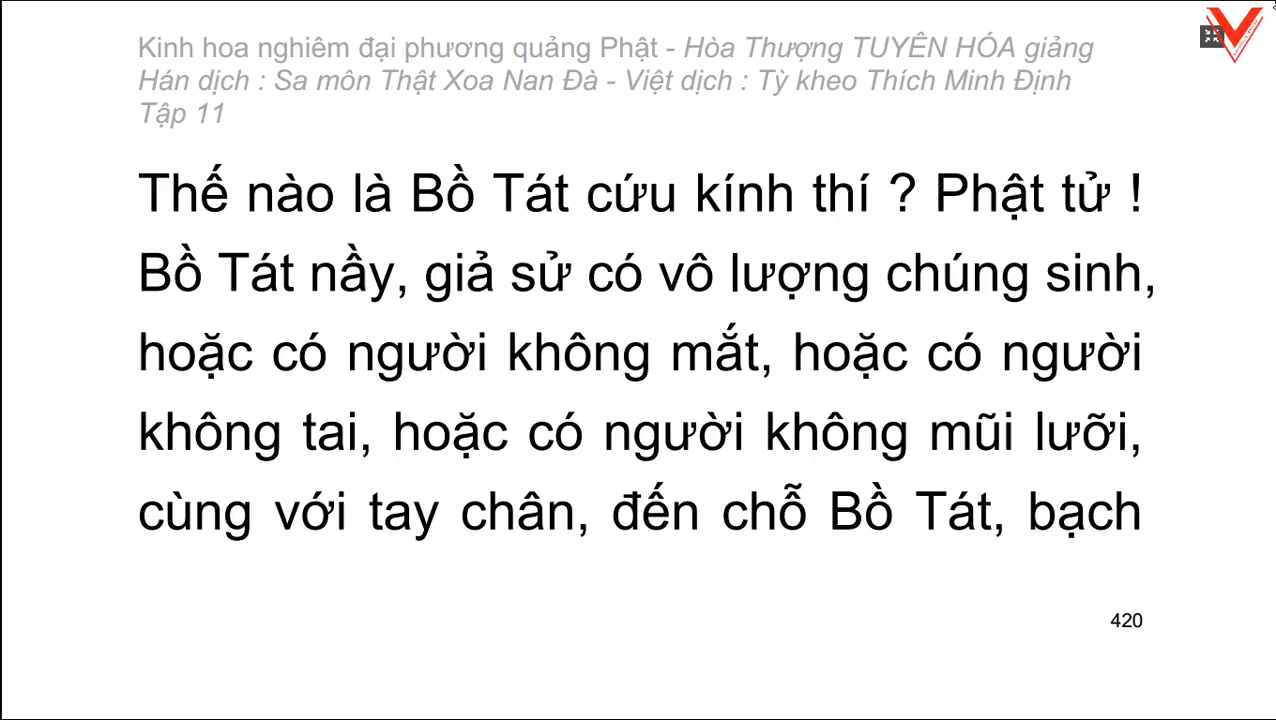 Kinh hoa nghiêm đại phương quảng Phật - Hòa Thượng TUYÊN HÓA giảng
Hán dịch : Sa môn Thật Xoa Nan Đà - Việt dịch : Tỳ kheo Thích Minh Định
Tập 11
Thế nào là Bồ Tát cứu kính thí ? Phật tử !
Bồ Tát nầy, giả sử có vô lượng chúng sinh,
hoặc có người không mắt, hoặc có người
không tai, hoặc có người không mũi lưỡi,
cùng với tay chân, đến chỗ Bồ Tát, bạch
420